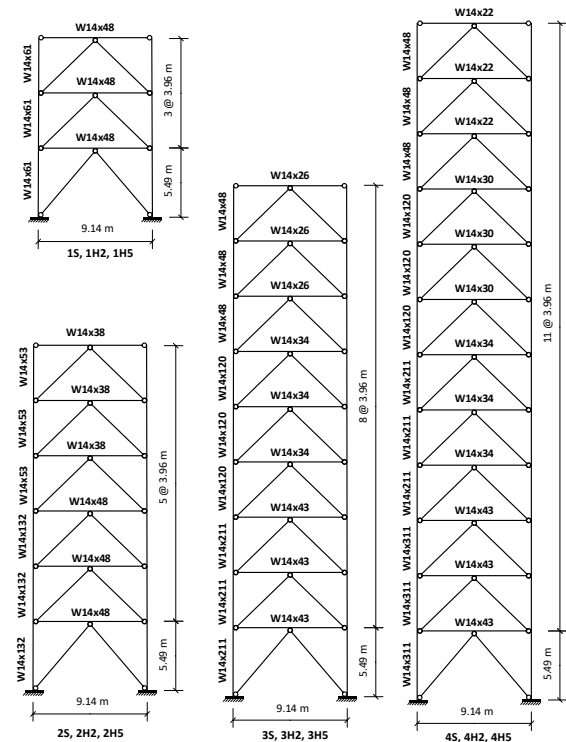 W14x48
W14x61
W14x48
W14x61
W14x48
W14x61
3 @ 3.96 m
5.49 m
9.14 m
1S, 1H2, 1H5
W14x38
W14x53
W14x38
W14x53
W14x38
W14x53
W14x48
W14x132
W14x48
W14x132
W14x48
W14x132
5 @ 3.96 m
5.49 m
9.14 m
2S, 2H2, 2H5
W14x26
W14x48
W14x26
W14x48
W14x26
W14x48
W14x34
W14x120
W14x34
W14x120
W14x34
W14x120
W14x43
W14x211
W14x43
W14x211
W14x43
W14x211
8 @ 3.96 m
5.49 m
9.14 m
3S, 3H2, 3H5
W14x22
W14x48
W14x22
W14x48
W14x22
W14x48
W14x30
W14x120
W14x30
W14x120
W14x30
W14x120
W14x34
W14x211
W14x34
W14x211
W14x34
W14x211
W14x43
W14x311
W14x43
W14x311
W14x43
W14x311
11 @ 3.96 m
5.49 m
9.14 m
4S, 4H2, 4H5